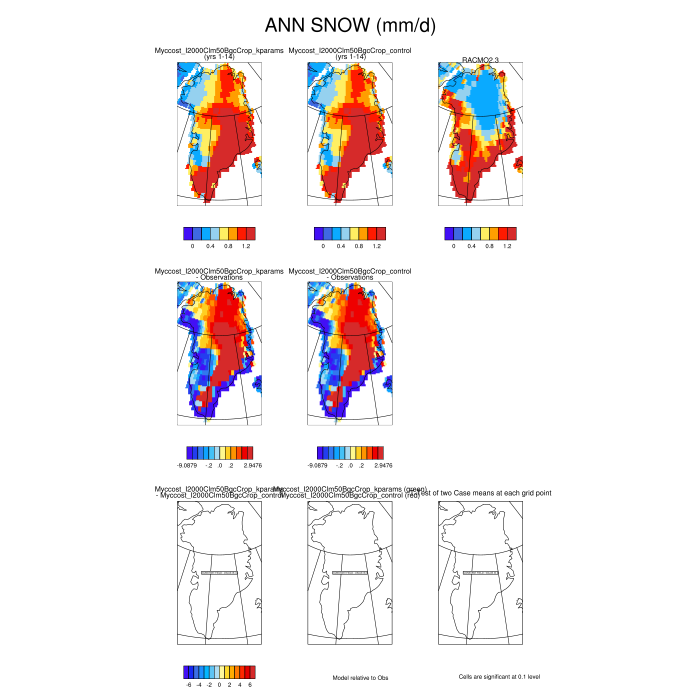 ANN SNOW (mm/d)
Myccost_I2000Clm50BgcCrop_kparams
(yrs 1-14)
Myccost_I2000Clm50BgcCrop_control
(yrs 1-14)
RACMO2.3
0 0.4 0.8 1.2
0 0.4 0.8 1.2
0 0.4 0.8 1.2
Myccost_I2000Clm50BgcCrop_kparams
- Observations
Myccost_I2000Clm50BgcCrop_control
- Observations
-9.0879 -.2 .0 .2 2.9476
-9.0879 -.2 .0 .2 2.9476
Myccost_I2000Clm50BgcCrop_kparams
- Myccost_I2000Clm50BgcCrop_control
Myccost_I2000Clm50BgcCrop_kparams (green)
Myccost_I2000Clm50BgcCrop_control (red)
of two Case means at each grid point
-6 -4 -2 0 2 4 6
Model relative to Obs
Cells are significant at 0.1 level